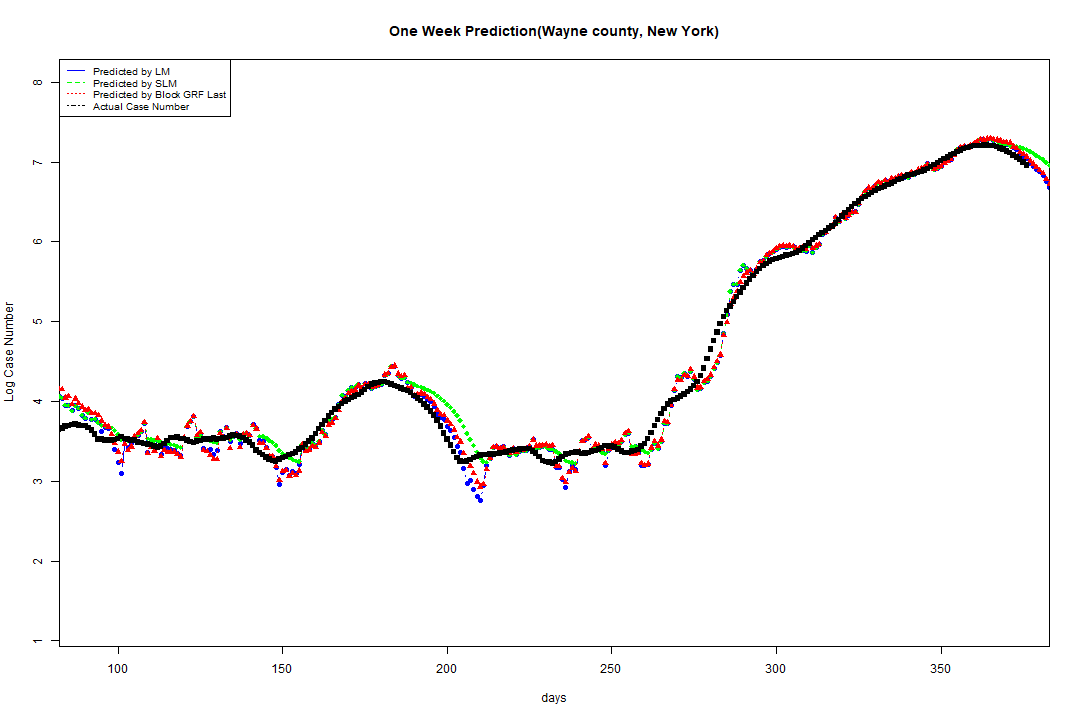 One Week Prediction(Wayne county, New York)
Predicted by LM
Predicted by SLM
Predicted by Block GRF Last
Actual Case Number
8
7
6
5
4
3
2
1
Log Case Number
100 150 200 250 300 350
days